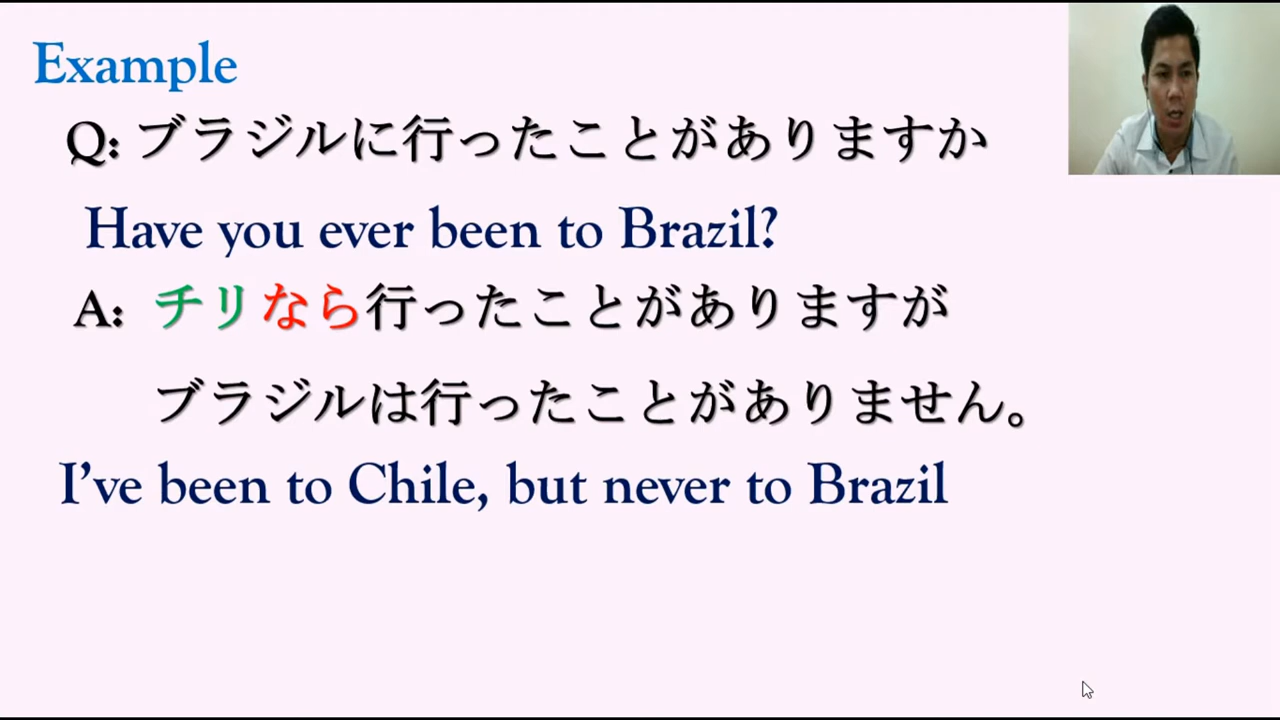 Example
Q: ブラジルに行ったことがありますか
Have you ever been to Brazil?
A: チリなら行ったことがありますが
ブラジルは行ったことがありません。
I've been to Chile, but never to Brazil